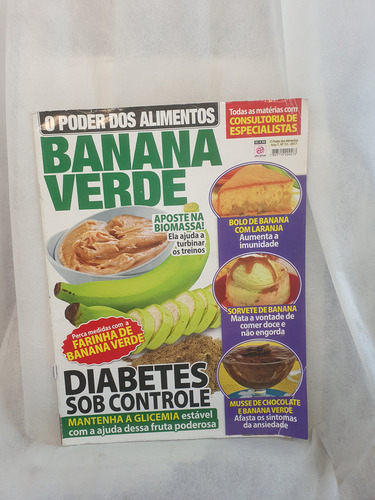 O PODER DOS ALIMENTOS
Todas as matérias com
CONSULTORIA DE
ESPECIALISTAS
BANANA
VERDE
APOSTE NA
BIOMASSA!
Ela ajuda a
turbinar
os treinos
BOLO DE BANANA
COM LARANJA
Aumenta a
imunidade
SORVETE DE BANANA
Mata a vontade de
comer doce e
não engorda
Perca medidas com a
FARINHA DE
BANANA VERDE
DIABETES
SOB CONTROLE
MANTENHA A GLICEMIA estável
com a ajuda dessa fruta poderosa
MUSSE DE CHOCOLATE
E BANANA VERDE
Afasta os sintomas
da ansiedade